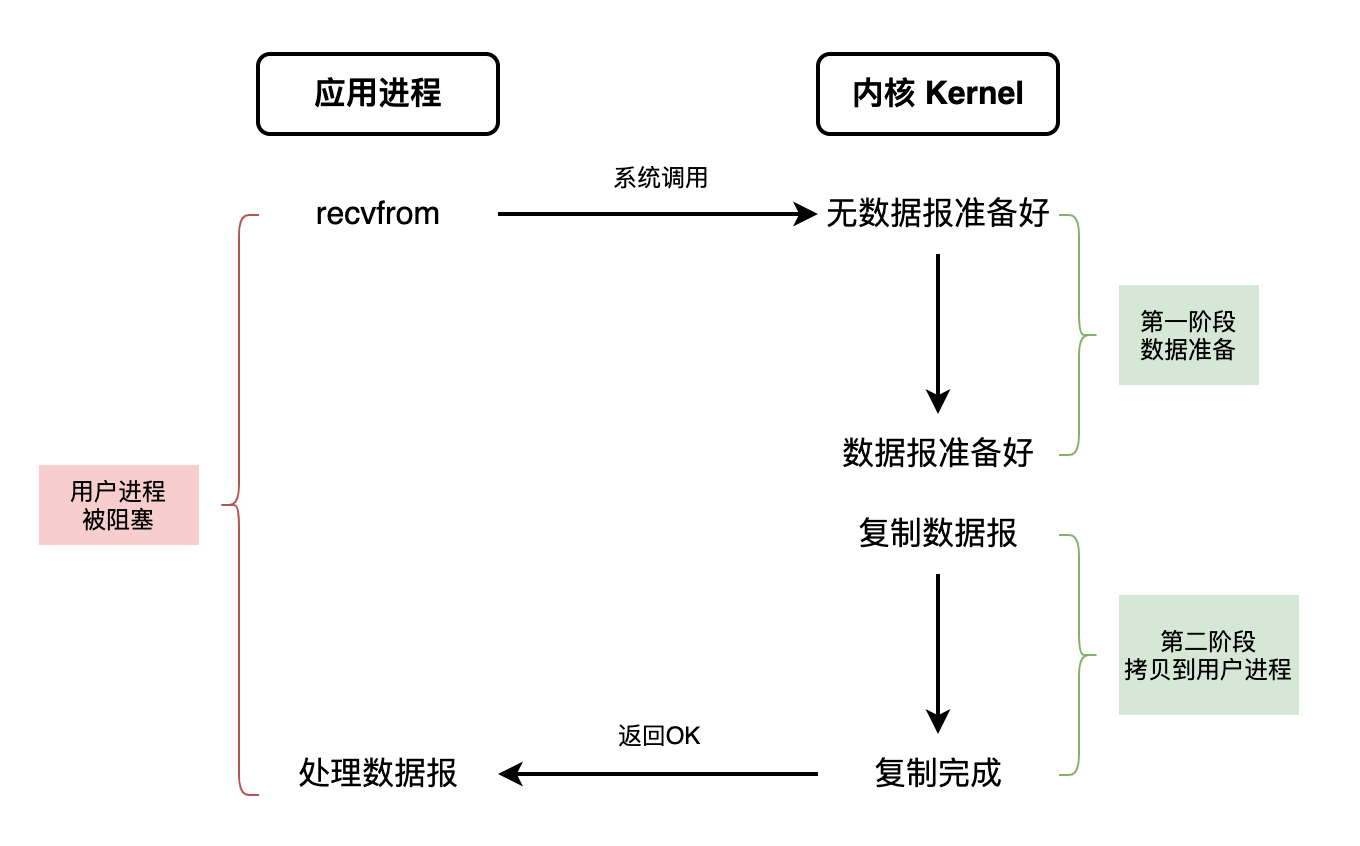 应用进程
内核 Kernel
系统调用
recvfrom
无数据报准备好
第一阶段
数据准备
数据报准备好
用户进程
被阻塞
复制数据报
第二阶段
拷贝到用户进程
返回OK
处理数据报
复制完成